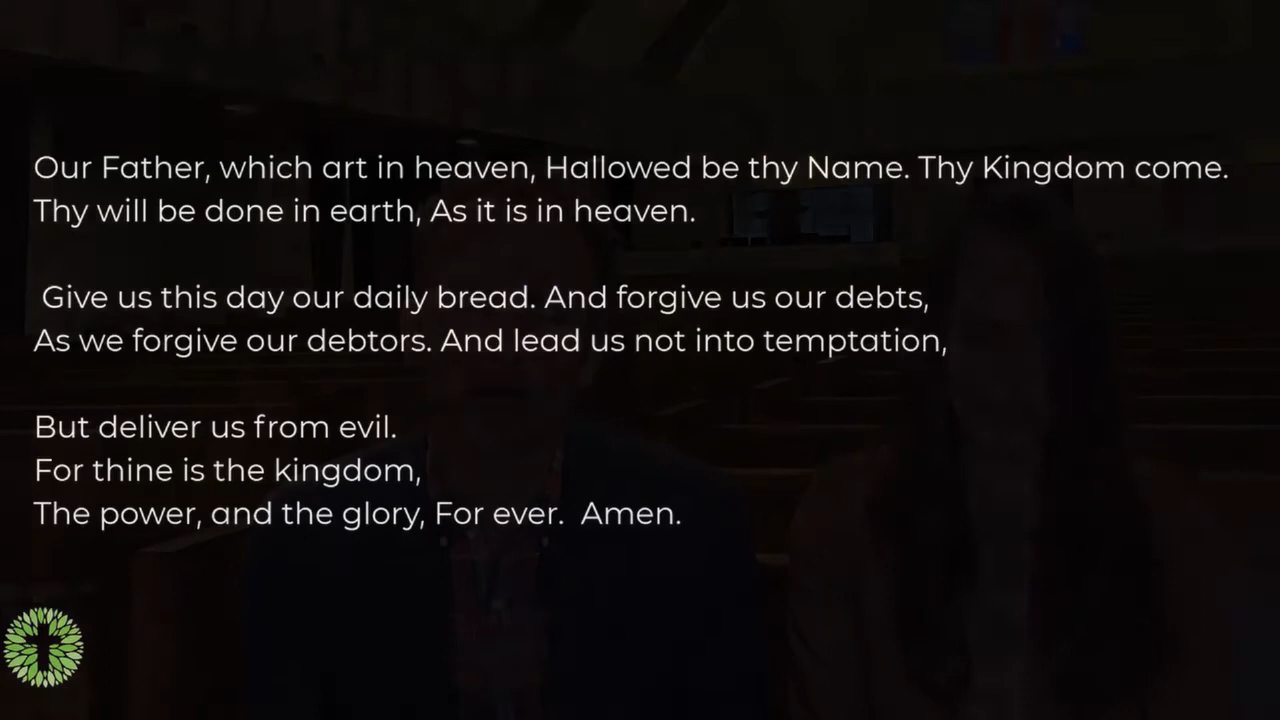 Our Father, which art in heaven, Hallowed be thy Name. Thy Kingdom come.
Thy will be done in earth, As it is in heaven.
Give us this day our daily bread. And forgive us our debts,
As we forgive our debtors. And lead us not into temptation,
But deliver us from evil.
For thine is the kingdom,
The power, and the glory, For ever.  Amen.